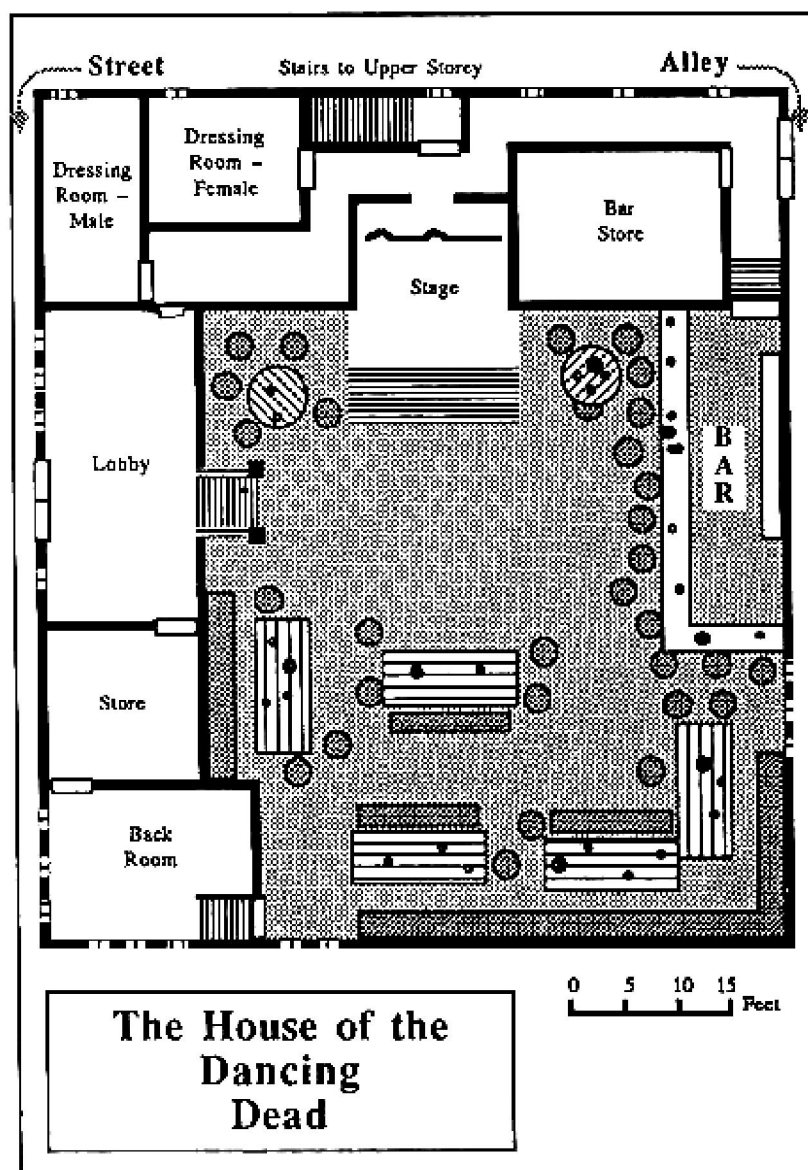 Street
Stairs to Upper Storey
Alley
Dressing
Room –
Male
Dressing
Room –
Female
Bar
Store
Stage
Lobby
B
A
R
Store
Back
Room
0 5 10 15
Feet
The House of the
Dancing
Dead